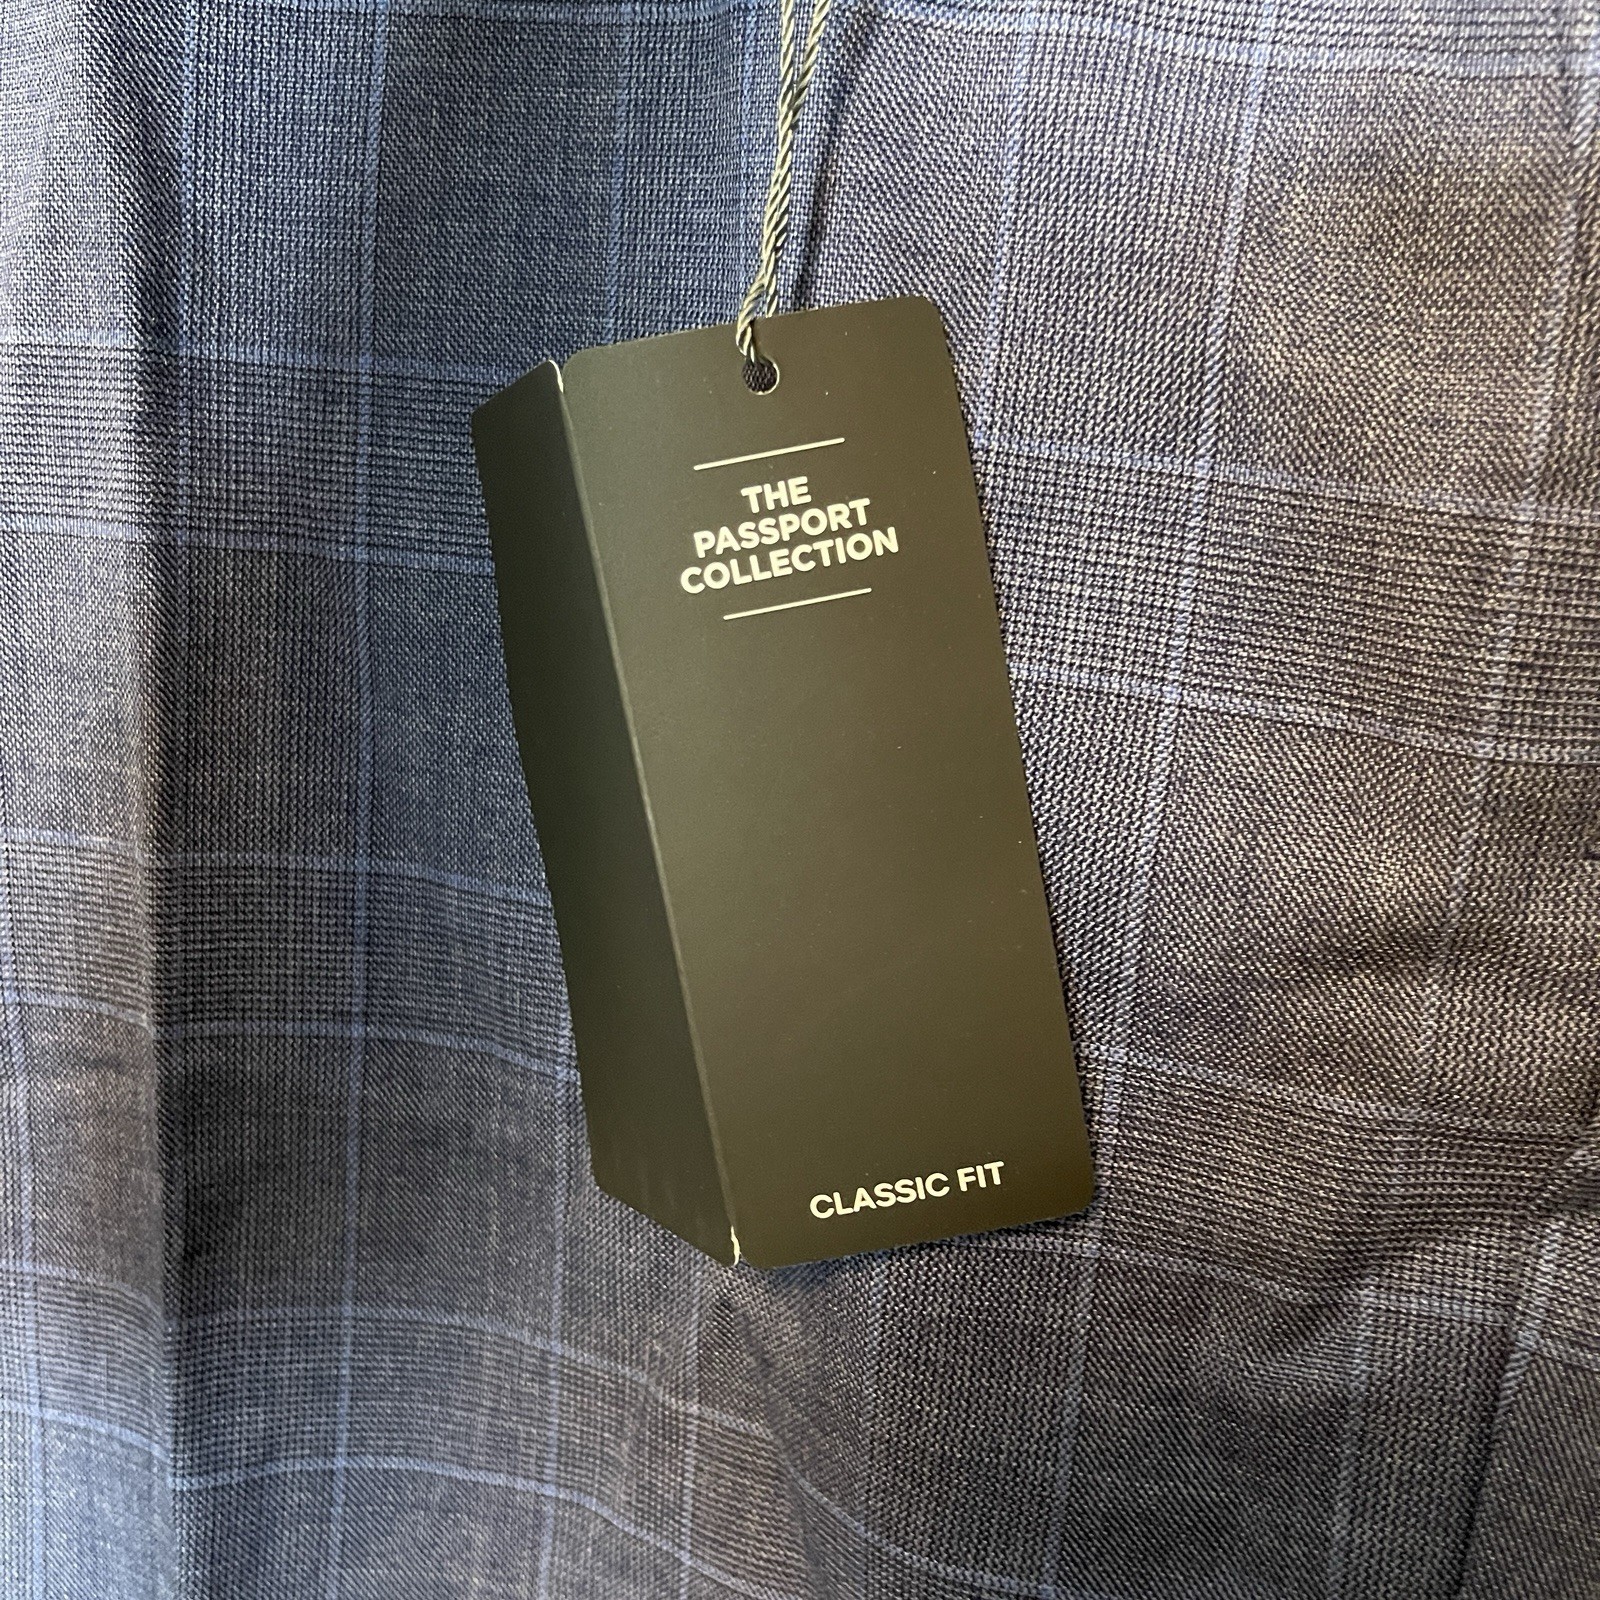 THE
PASSPORT
COLLECTION
CLASSIC FIT